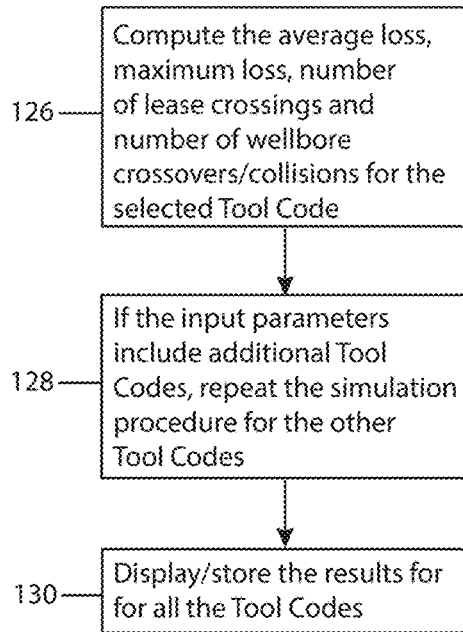 Compute the average loss,
maximum loss, number
of lease crossings and
number of wellbore
crossovers/collisions for the
selected Tool Code
126
If the input parameters
include additional Tool
Codes, repeat the simulation
procedure for the other
Tool Codes
128
Display/store the results for
for all the Tool Codes
130